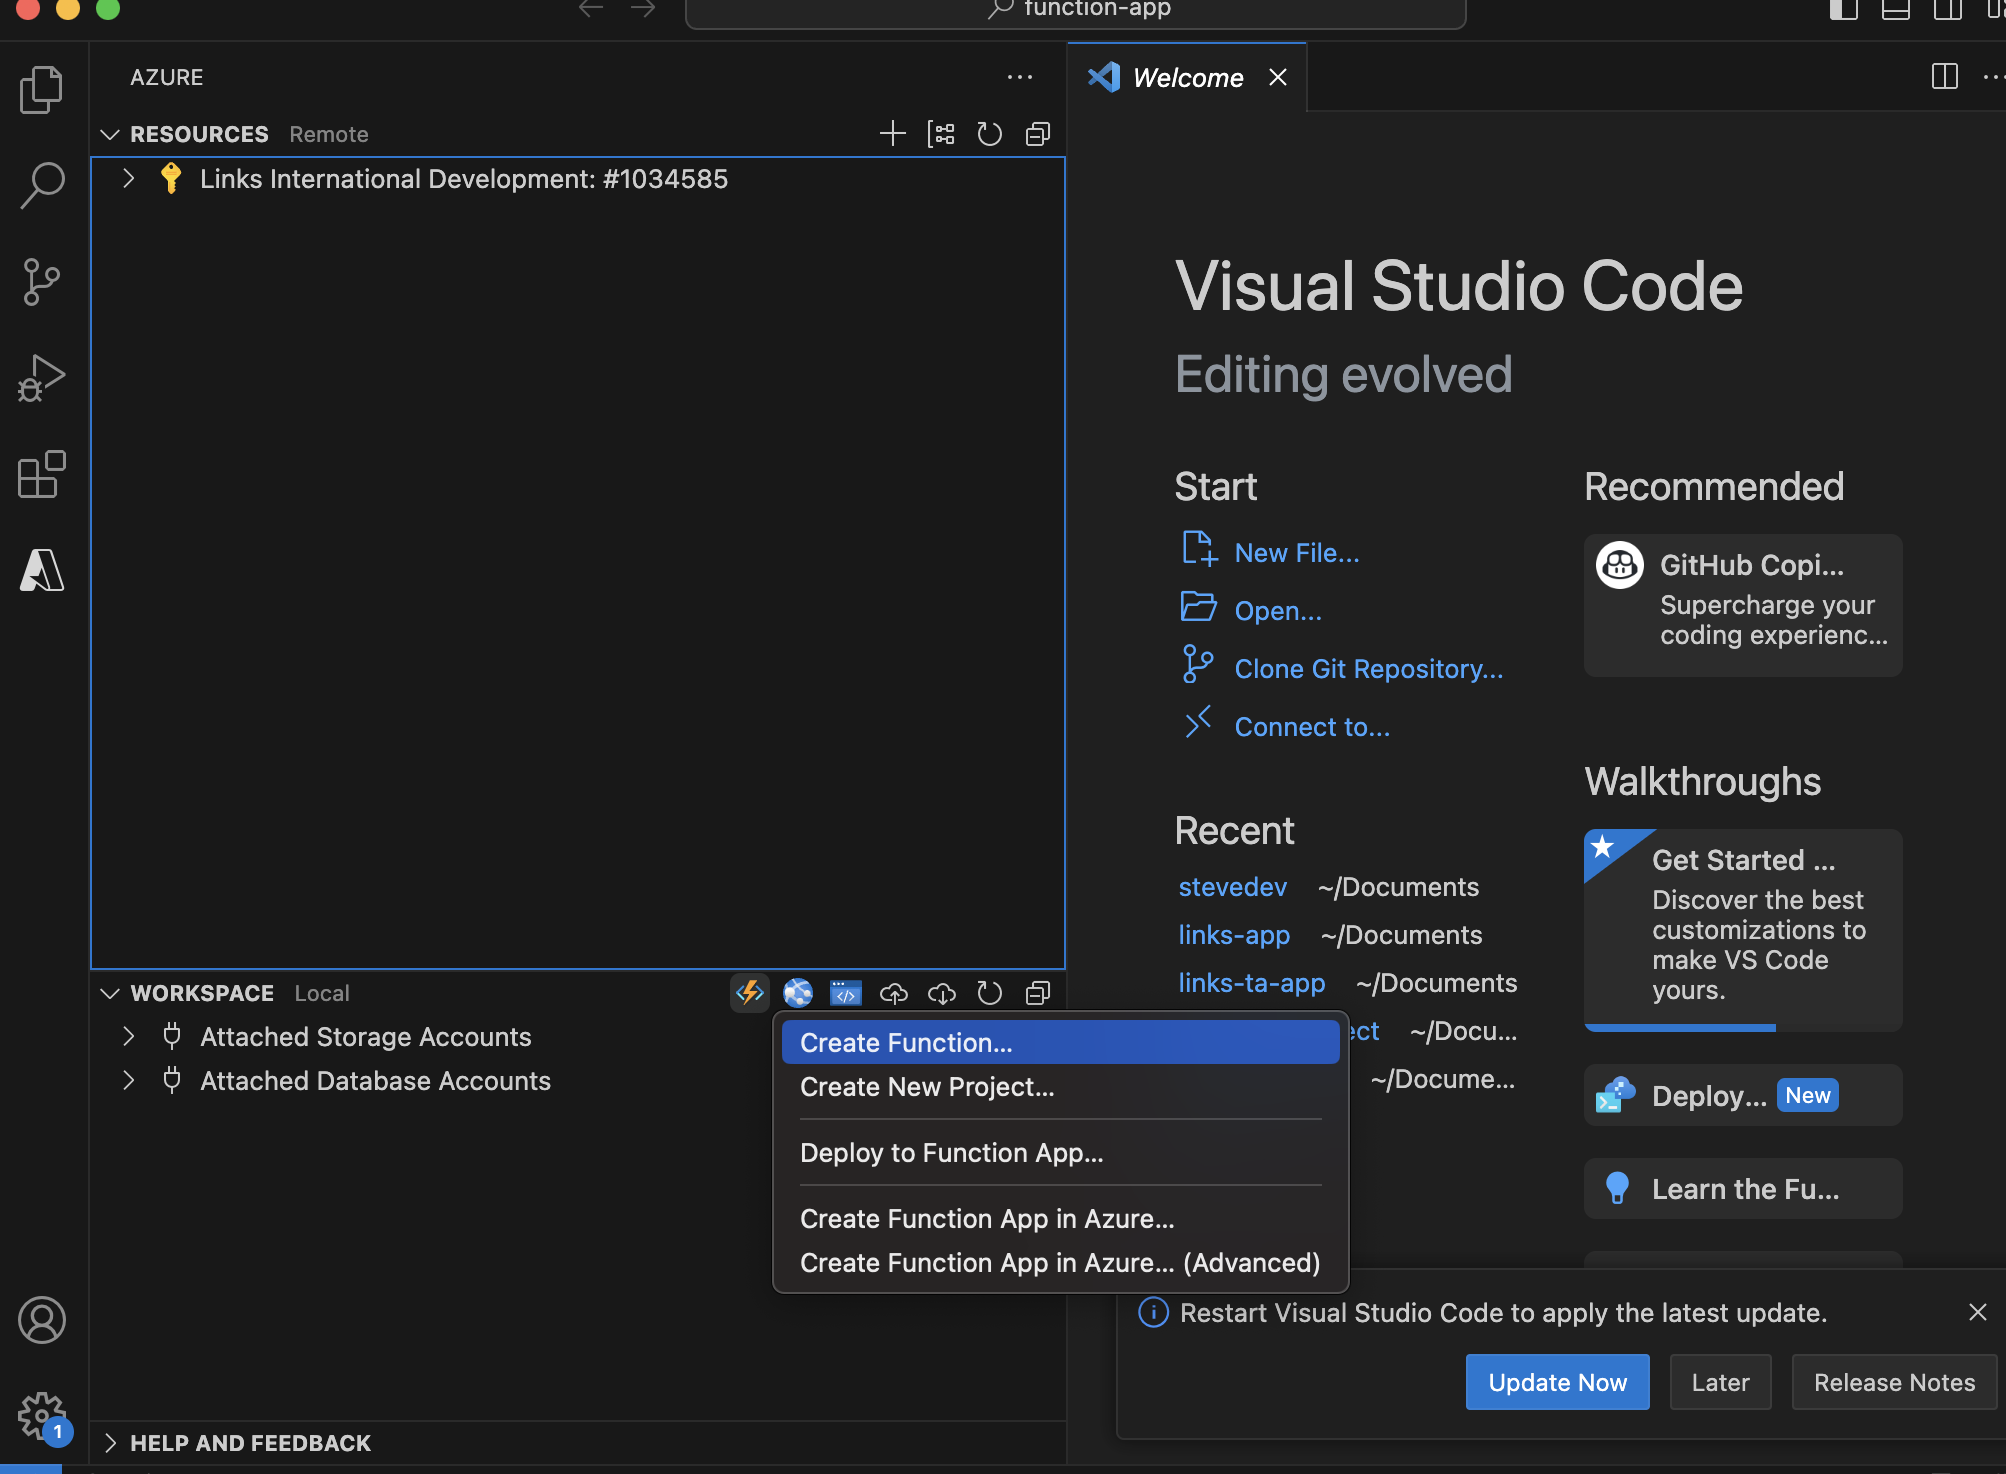 function-app
AZURE
RESOURCES Remote
Links International Development: #1034585
WORKSPACE Local
Attached Storage Accounts
Attached Database Accounts
HELP AND FEEDBACK
1
Create Function...
Create New Project...
Deploy to Function App...
Create Function App in Azure...
Create Function App in Azure... (Advanced)
Welcome
Visual Studio Code
Editing evolved
Start
New File...
Open...
Clone Git Repository...
Connect to...
Recent
stevedev ~/Documents
links-app ~/Documents
links-ta-app ~/Documents
ect ~/Docu...
~/Docume...
Recommended
GitHub Copi...
Supercharge your
coding experienc...
Walkthroughs
Get Started ...
Discover the best
customizations to
make VS Code
yours.
Deploy... New
Learn the Fu...
Restart Visual Studio Code to apply the latest update.
Update Now Later Release Notes